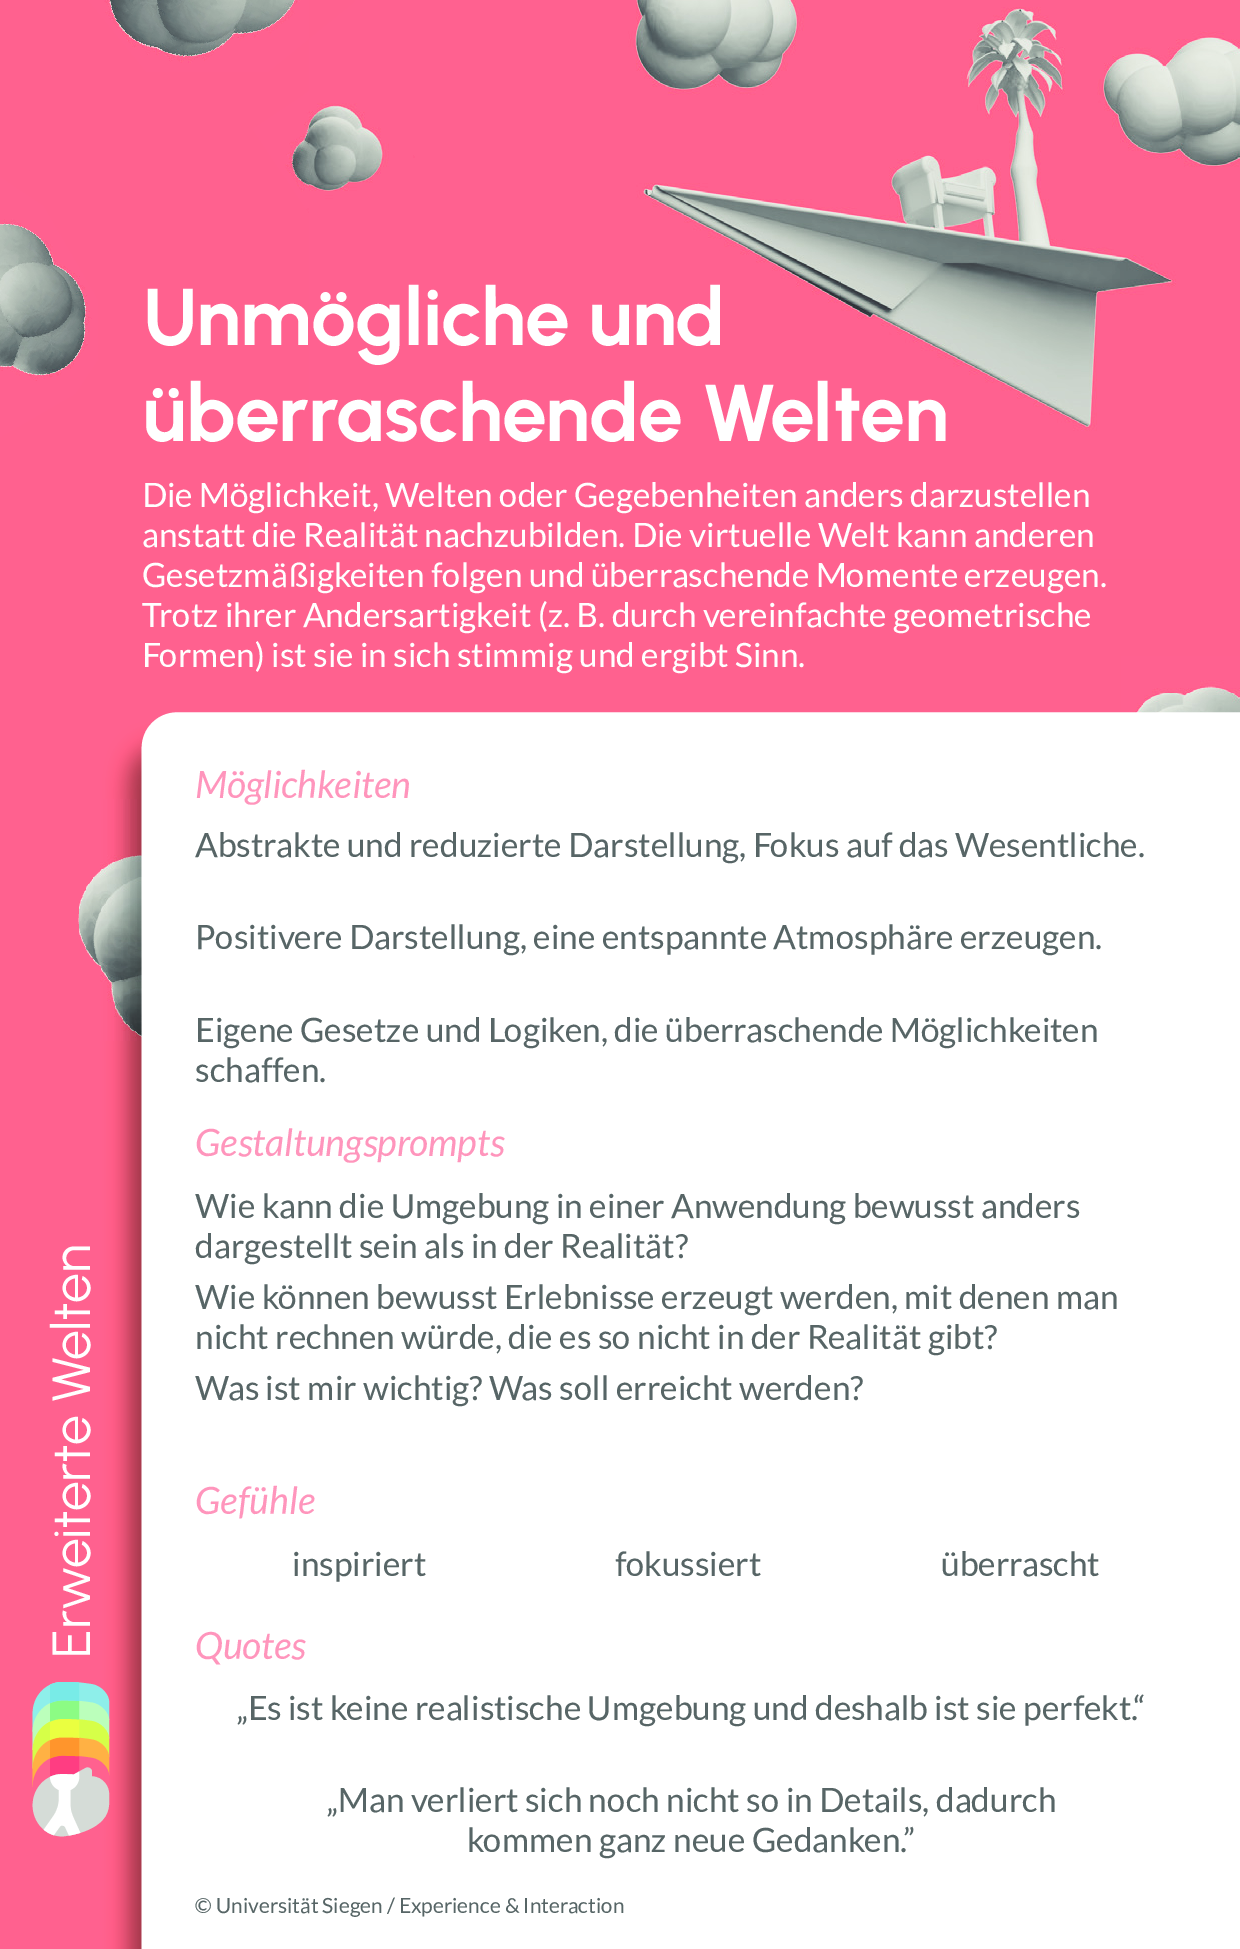 Unmögliche und
überraschende Welten
Die Möglichkeit, Welten oder Gegebenheiten anders darzustellen
anstatt die Realität nachzubilden. Die virtuelle Welt kann anderen
Gesetzmäßigkeiten folgen und überraschende Momente erzeugen.
Trotz ihrer Andersartigkeit (z. B. durch vereinfachte geometrische
Formen) ist sie in sich stimmig und ergibt Sinn.
Möglichkeiten
Abstrakte und reduzierte Darstellung, Fokus auf das Wesentliche.
Positivere Darstellung, eine entspannte Atmosphäre erzeugen.
Eigene Gesetze und Logiken, die überraschende Möglichkeiten
schaffen.
Gestaltungsprompts
Wie kann die Umgebung in einer Anwendung bewusst anders
dargestellt sein als in der Realität?
Wie können bewusst Erlebnisse erzeugt werden, mit denen man
nicht rechnen würde, die es so nicht in der Realität gibt?
Was ist mir wichtig? Was soll erreicht werden?
Gefühle
inspiriert fokussiert überrascht
Quotes
„Es ist keine realistische Umgebung und deshalb ist sie perfekt.“
„Man verliert sich noch nicht so in Details, dadurch
kommen ganz neue Gedanken.”
© Universität Siegen / Experience & Interaction
Erweiterte Welten